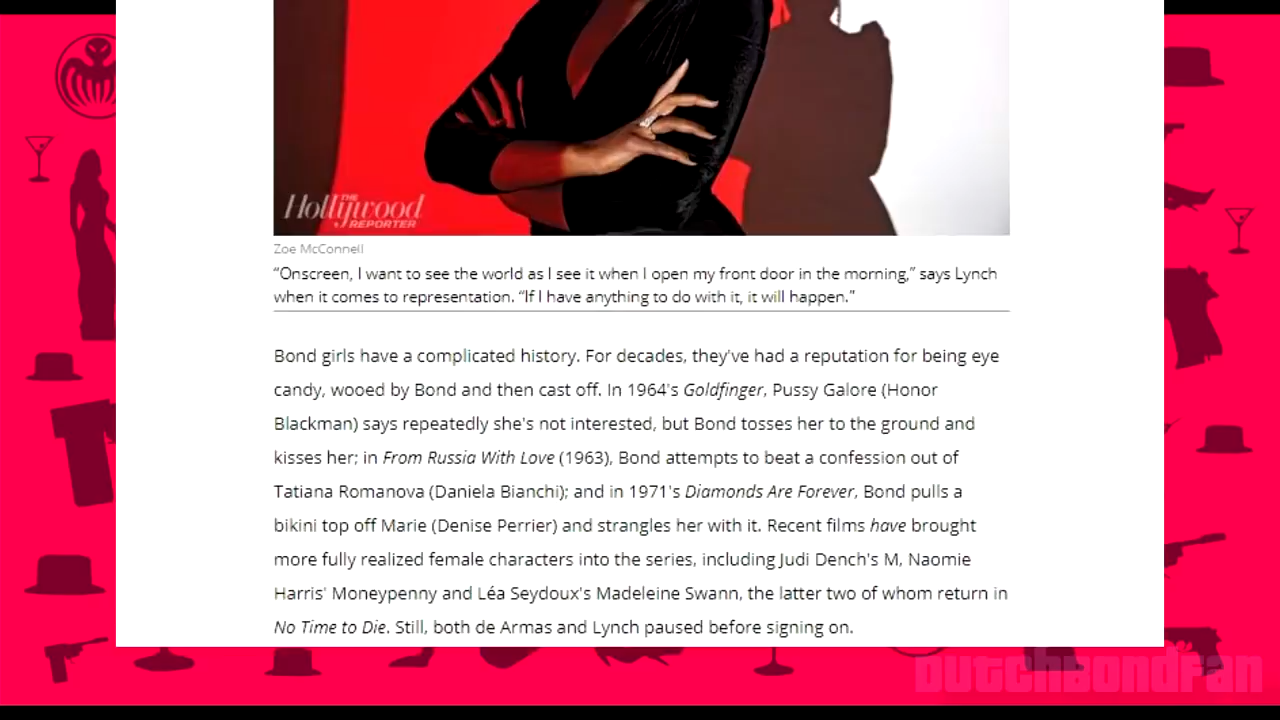 THE
Hollywood
REPORTER
Zoe McConnell
“Onscreen, I want to see the world as I see it when I open my front door in the morning,” says Lynch
when it comes to representation. “If I have anything to do with it, it will happen.”
Bond girls have a complicated history. For decades, they've had a reputation for being eye
candy, wooed by Bond and then cast off. In 1964's Goldfinger, Pussy Galore (Honor
Blackman) says repeatedly she's not interested, but Bond tosses her to the ground and
kisses her; in From Russia With Love (1963), Bond attempts to beat a confession out of
Tatiana Romanova (Daniela Bianchi); and in 1971's Diamonds Are Forever, Bond pulls a
bikini top off Marie (Denise Perrier) and strangles her with it. Recent films have brought
more fully realized female characters into the series, including Judi Dench's M, Naomie
Harris' Moneypenny and Léa Seydoux's Madeleine Swann, the latter two of whom return in
No Time to Die. Still, both de Armas and Lynch paused before signing on.
DutchBondFan